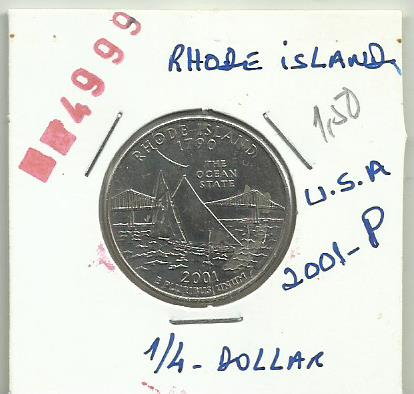 4999
RHODE iSLAND
1,50
RHODE ISLAND
1790
THE
OCEAN
STATE
2001
E PLURIBUS UNUM
U.S.A
2001-P
1/4 - DOLLAR